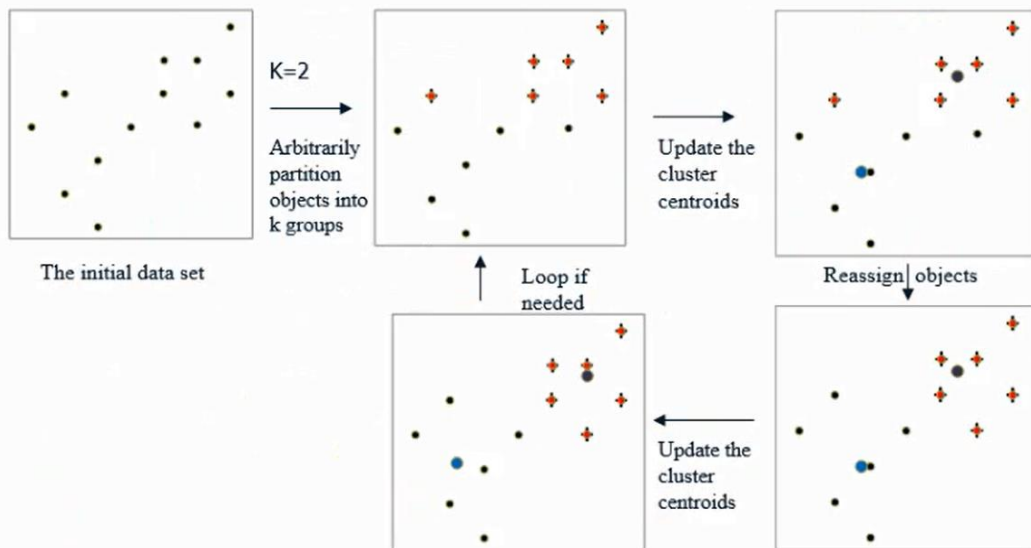 K=2
Arbitrarily
partition
objects into
k groups
The initial data set
Update the
cluster
centroids
Reassign objects
Loop if
needed
Update the
cluster
centroids